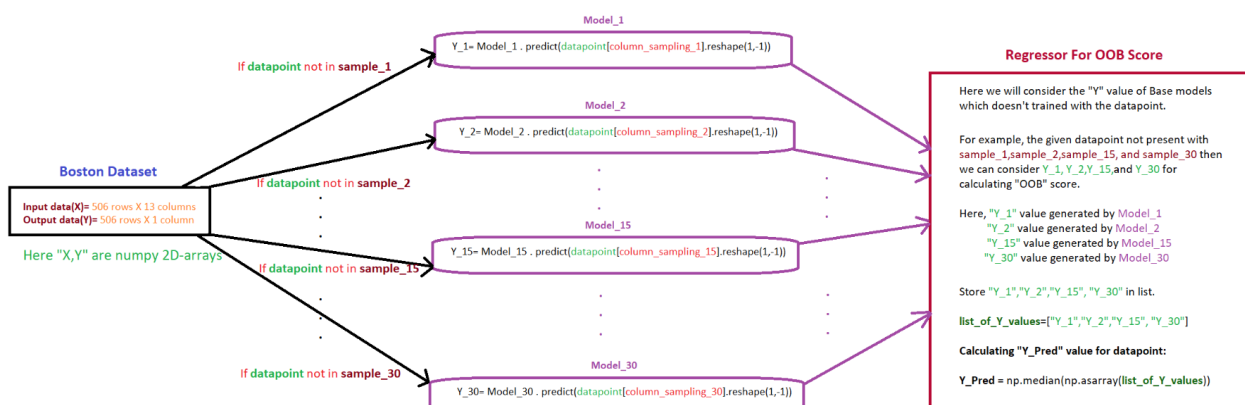 Boston Dataset
Input data(X)= 506 rows X 13 columns
Output data(Y)= 506 rows X 1 column
Here "X,Y" are numpy 2D-arrays
If datapoint not in sample_1
If datapoint not in sample_2
If datapoint not in sample_15
If datapoint not in sample_30
Model_1
Y_1= Model_1 . predict(datapoint[column_sampling_1].reshape(1,-1))
Model_2
Y_2= Model_2 . predict(datapoint[column_sampling_2].reshape(1,-1))
Model_15
Y_15= Model_15 . predict(datapoint[column_sampling_15].reshape(1,-1))
Model_30
Y_30= Model_30 . predict(datapoint[column_sampling_30].reshape(1,-1))
Regressor For OOB Score
Here we will consider the "Y" value of Base models
which doesn't trained with the datapoint.
For example, the given datapoint not present with
sample_1,sample_2,sample_15, and sample_30 then
we can consider Y_1, Y_2,Y_15,and Y_30 for
calculating "OOB" score.
Here, "Y_1" value generated by Model_1
"Y_2" value generated by Model_2
"Y_15" value generated by Model_15
"Y_30" value generated by Model_30
Store "Y_1","Y_2","Y_15", "Y_30" in list.
list_of_Y_values=["Y_1","Y_2","Y_15", "Y_30"]
Calculating "Y_Pred" value for datapoint:
Y_Pred = np.median(np.asarray(list_of_Y_values))